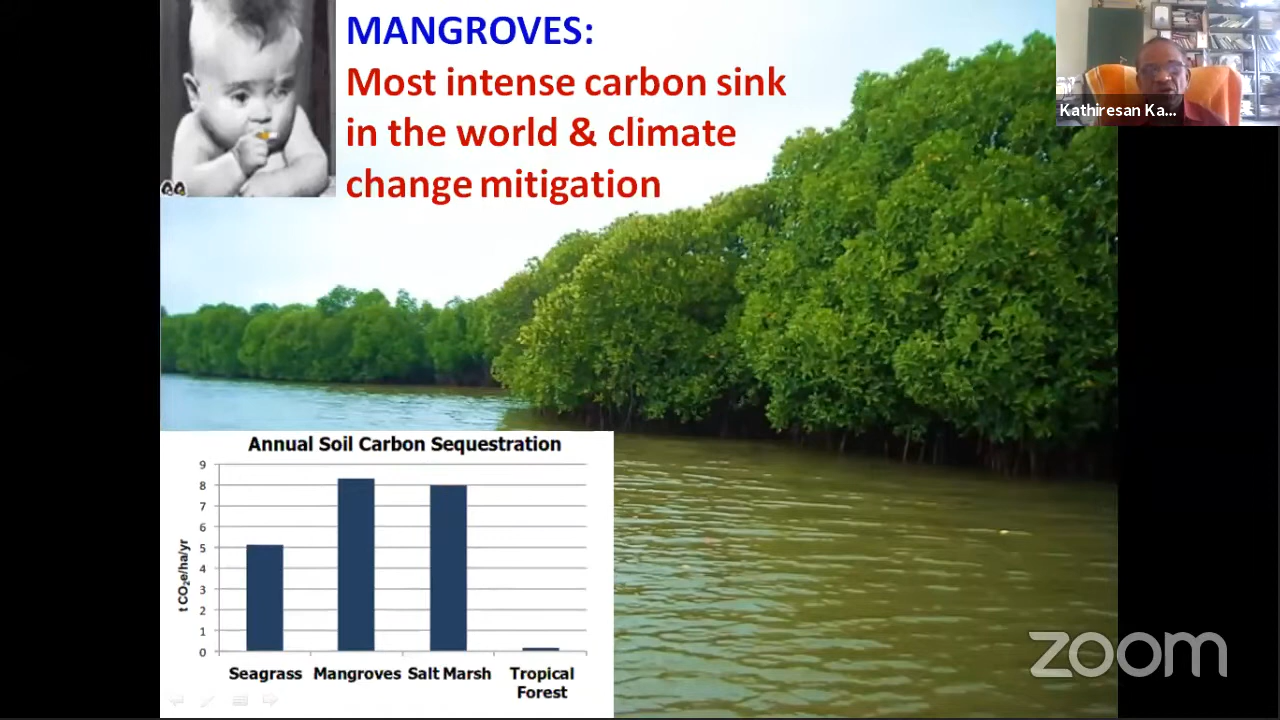 MANGROVES:
Most intense carbon sink
in the world & climate
change mitigation
Kathiresan Ka...
Annual Soil Carbon Sequestration
9
8
7
6
5
4
3
2
1
0
t CO₂e/ha/yr
Seagrass Mangroves Salt Marsh Tropical
Forest
zoom